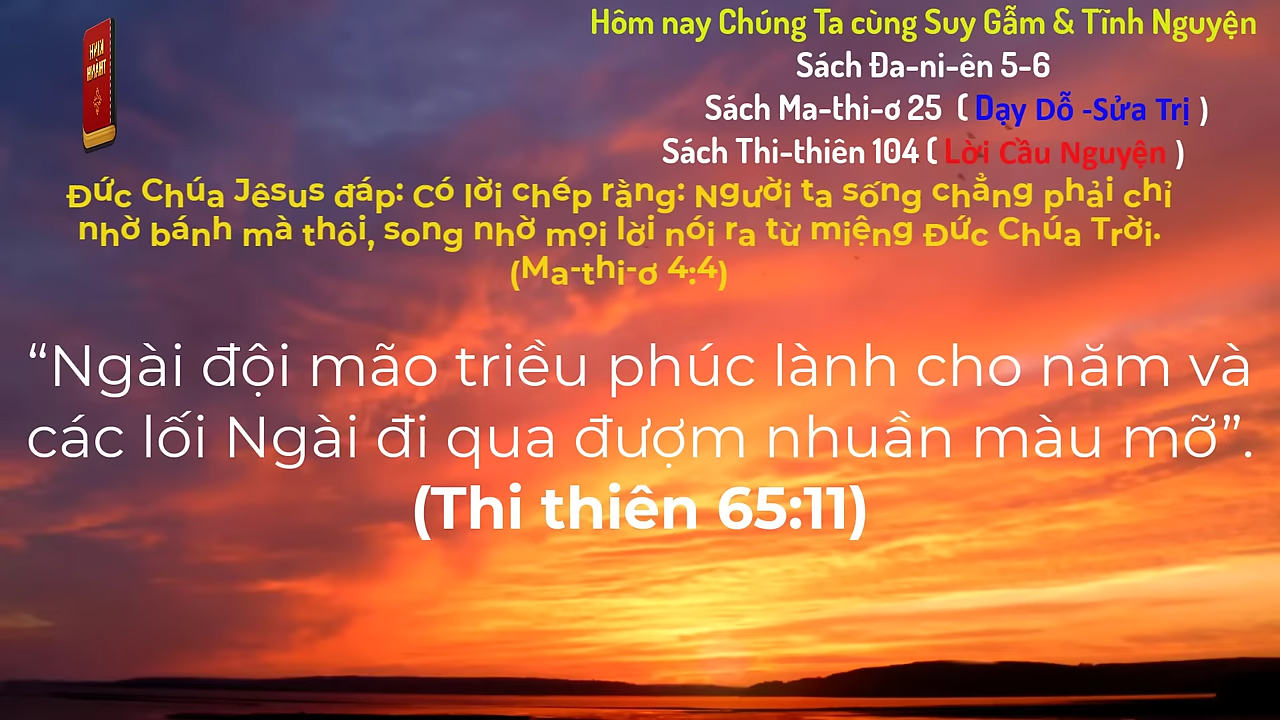 KINH
THÁNH
Hôm nay Chúng Ta cùng Suy Gẫm & Tĩnh Nguyện
Sách Đa-ni-ên 5-6
Sách Ma-thi-ơ 25 ( Dạy Dỗ -Sửa Trị )
Sách Thi-thiên 104 ( Lời Cầu Nguyện )
Đức Chúa Jêsus đáp: Có lời chép rằng: Người ta sống chẳng phải chỉ
nhờ bánh mà thôi, song nhờ mọi lời nói ra từ miệng Đức Chúa Trời.
(Ma-thi-ơ 4:4)
“Ngài đội mão triều phúc lành cho năm và
các lối Ngài đi qua đượm nhuần màu mỡ”.
(Thi thiên 65:11)